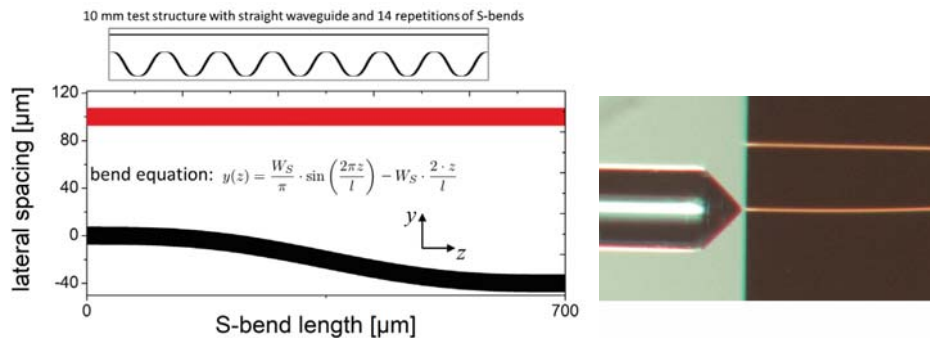 10 mm test structure with straight waveguide and 14 repetitions of S-bends
lateral spacing [µm]
120
80
40
0
-40
bend equation: y(z) = W_S/π · sin(2πz/l) − W_S · 2·z/l
y
z
0
700
S-bend length [µm]